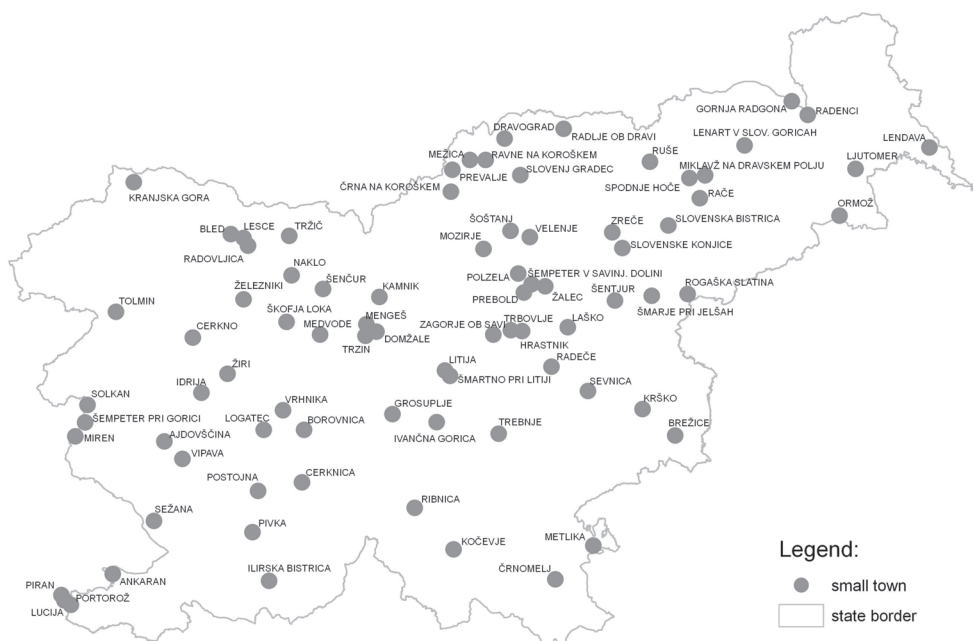 GORNJA RADGONA
RADENCI
DRAVOGRAD
RADLJE OB DRAVI
LENART V SLOV. GORICAH
LENDAVA
MEŽICA
RAVNE NA KOROŠKEM
RUŠE
PREVALJE
SLOVENJ GRADEC
MIKLAVŽ NA DRAVSKEM POLJU
LJUTOMER
ČRNA NA KOROŠKEM
SPODNJE HOČE
KRANJSKA GORA
RAČE
ORMOŽ
BLED
LESCE
TRŽIČ
ŠOŠTANJ
VELENJE
ZREČE
SLOVENSKA BISTRICA
MOZIRJE
SLOVENSKE KONJICE
RADOVLJICA
NAKLO
POLZELA
ŠEMPETER V SAVINJ. DOLINI
ŽELEZNIKI
ŠENČUR
KAMNIK
PREBOLD
ŽALEC
ŠENTJUR
ROGAŠKA SLATINA
TOLMIN
ŠMARJE PRI JELŠAH
ŠKOFJA LOKA
MENGEŠ
CERKNO
MEDVODE
ZAGORJE OB SAVI
TRBOVLJE
LAŠKO
DOMŽALE
TRZIN
HRASTNIK
LITIJA
RADEČE
ŽIRI
ŠMARTNO PRI LITIJI
IDRIJA
SEVNICA
SOLKAN
KRŠKO
VRHNIKA
GROSUPLJE
ŠEMPETER PRI GORICI
LOGATEC
BOROVNICA
TREBNJE
MIREN
AJDOVŠČINA
IVANČNA GORICA
BREŽICE
VIPAVA
CERKNICA
POSTOJNA
RIBNICA
SEŽANA
PIVKA
METLIKA
KOČEVJE
Legend:
ANKARAN
ILIRSKA BISTRICA
ČRNOMELJ
small town
PIRAN
PORTOROŽ
LUCIJA
state border